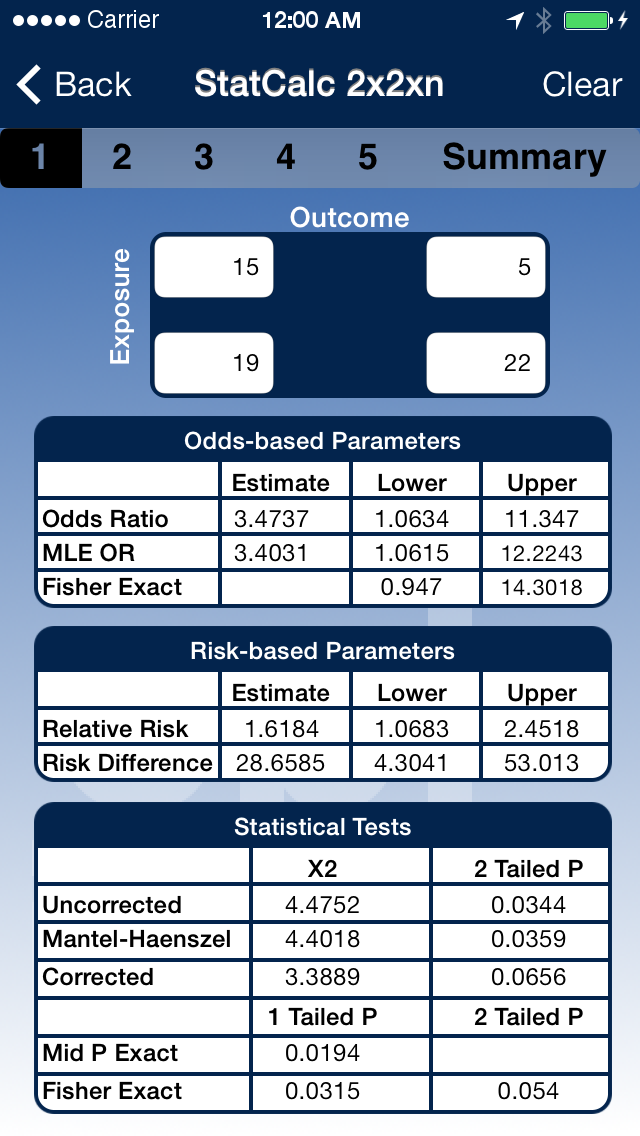 Carrier 12:00 AM
Back StatCalc 2x2xn Clear
1 2 3 4 5 Summary
Outcome
Exposure
15 5
19 22
Odds-based Parameters
Estimate Lower Upper
Odds Ratio 3.4737 1.0634 11.347
MLE OR 3.4031 1.0615 12.2243
Fisher Exact 0.947 14.3018
Risk-based Parameters
Estimate Lower Upper
Relative Risk 1.6184 1.0683 2.4518
Risk Difference 28.6585 4.3041 53.013
Statistical Tests
X2 2 Tailed P
Uncorrected 4.4752 0.0344
Mantel-Haenszel 4.4018 0.0359
Corrected 3.3889 0.0656
1 Tailed P 2 Tailed P
Mid P Exact 0.0194
Fisher Exact 0.0315 0.054